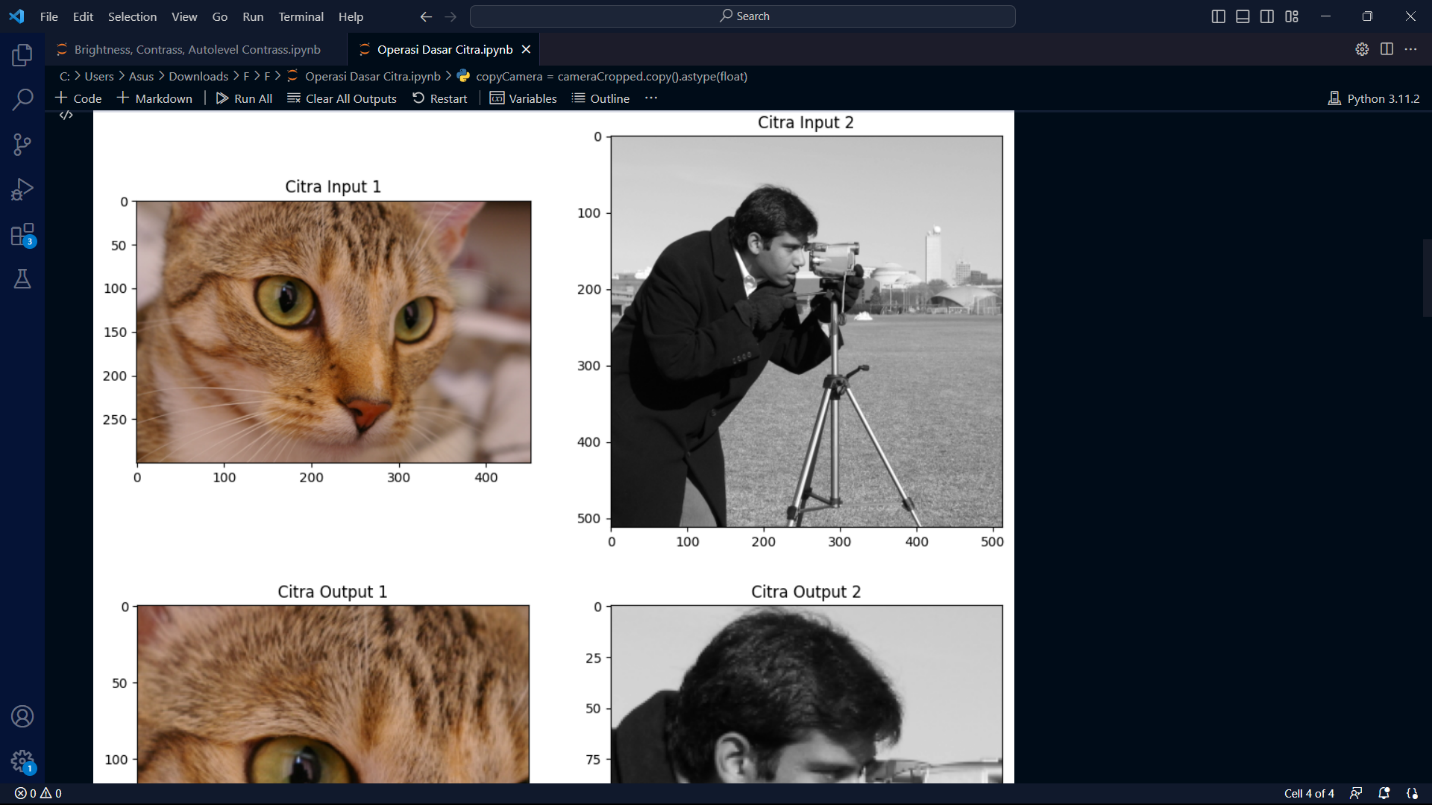 File Edit Selection View Go Run Terminal Help Search
Brightness, Contrass, Autolevel Contrass.ipynb Operasi Dasar Citra.ipynb
C: > Users > Asus > Downloads > F > F > Operasi Dasar Citra.ipynb > copyCamera = cameraCropped.copy().astype(float)
+ Code + Markdown | Run All Clear All Outputs Restart | Variables Outline ... Python 3.11.2
Citra Input 2
0
100
200
300
400
500
0 100 200 300 400 500
Citra Input 1
0
50
100
150
200
250
0 100 200 300 400
Citra Output 1
0
50
100
Citra Output 2
0
25
50
75
3
1
0 0 Cell 4 of 4